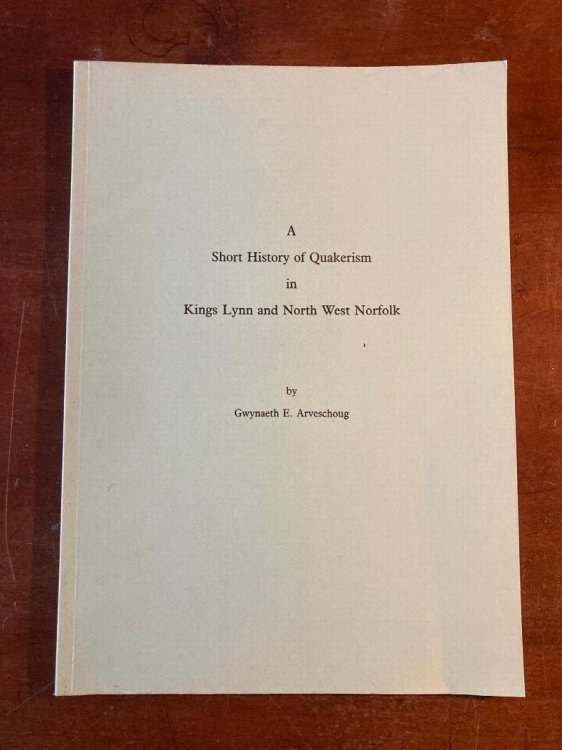 A
Short History of Quakerism
in
Kings Lynn and North West Norfolk
by
Gwynaeth E. Arveschoug